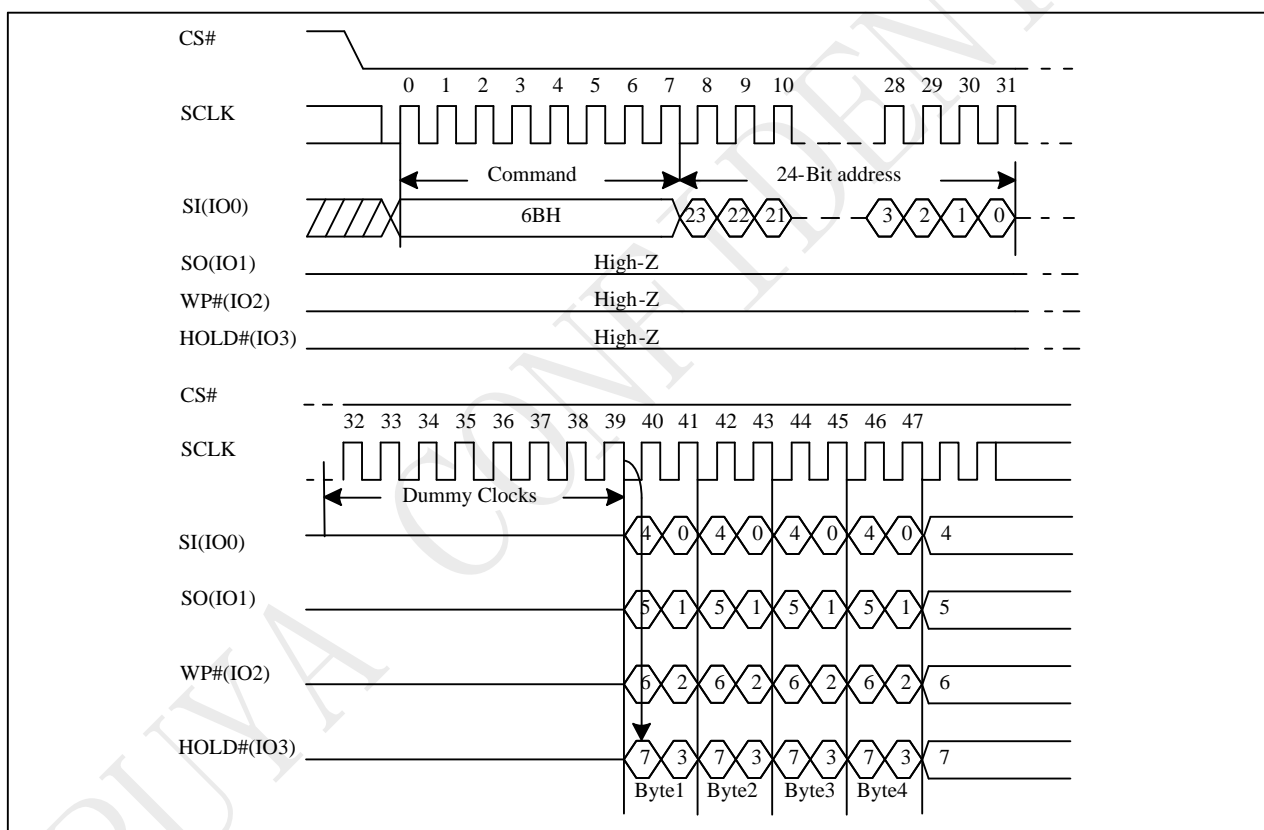 CS#
0 1 2 3 4 5 6 7 8 9 10 28 29 30 31
SCLK
Command 24-Bit address
SI(IO0) 6BH 23 22 21 3 2 1 0
SO(IO1) High-Z
WP#(IO2) High-Z
HOLD#(IO3) High-Z
CS#
32 33 34 35 36 37 38 39 40 41 42 43 44 45 46 47
SCLK
Dummy Clocks
SI(IO0) 4 0 4 0 4 0 4 0 4
SO(IO1) 5 1 5 1 5 1 5 1 5
WP#(IO2) 6 2 6 2 6 2 6 2 6
HOLD#(IO3) 7 3 7 3 7 3 7 3 7
Byte1 Byte2 Byte3 Byte4
PUYA CONFIDENT